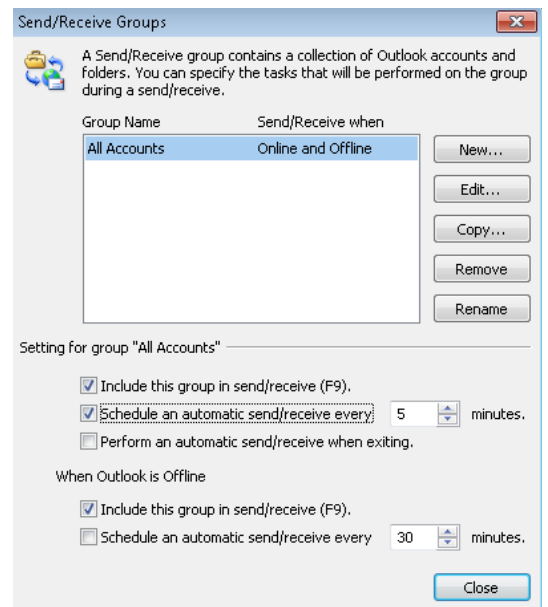 Send/Receive Groups
A Send/Receive group contains a collection of Outlook accounts and
folders. You can specify the tasks that will be performed on the group
during a send/receive.
Group Name Send/Receive when
All Accounts Online and Offline
New...
Edit...
Copy...
Remove
Rename
Setting for group "All Accounts"
Include this group in send/receive (F9).
Schedule an automatic send/receive every 5 minutes.
Perform an automatic send/receive when exiting.
When Outlook is Offline
Include this group in send/receive (F9).
Schedule an automatic send/receive every 30 minutes.
Close